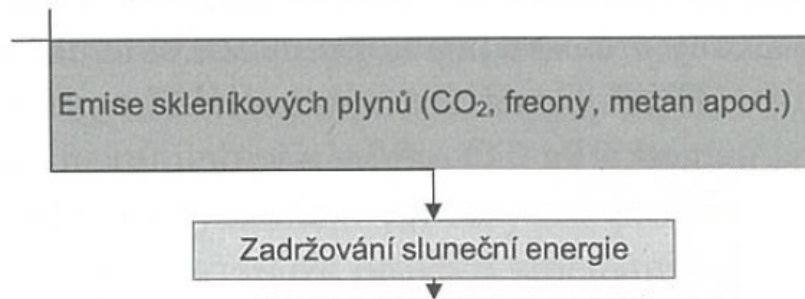 Emise skleníkových plynů (CO₂, freony, metan apod.)
Zadržování sluneční energie